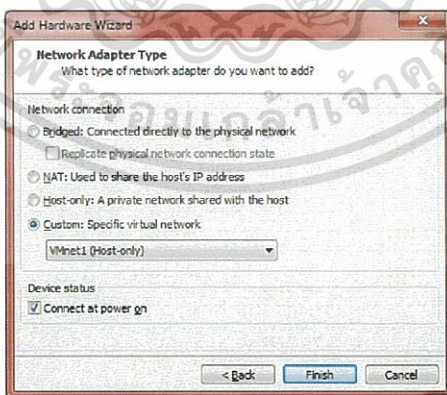 Add Hardware Wizard
Network Adapter Type
What type of network adapter do you want to add?
Network connection
Bridged: Connected directly to the physical network
Replicate physical network connection state
NAT: Used to share the host's IP address
Host-only: A private network shared with the host
Custom: Specific virtual network
VMnet1 (Host-only)
Device status
Connect at power on
< Back
Finish
Cancel